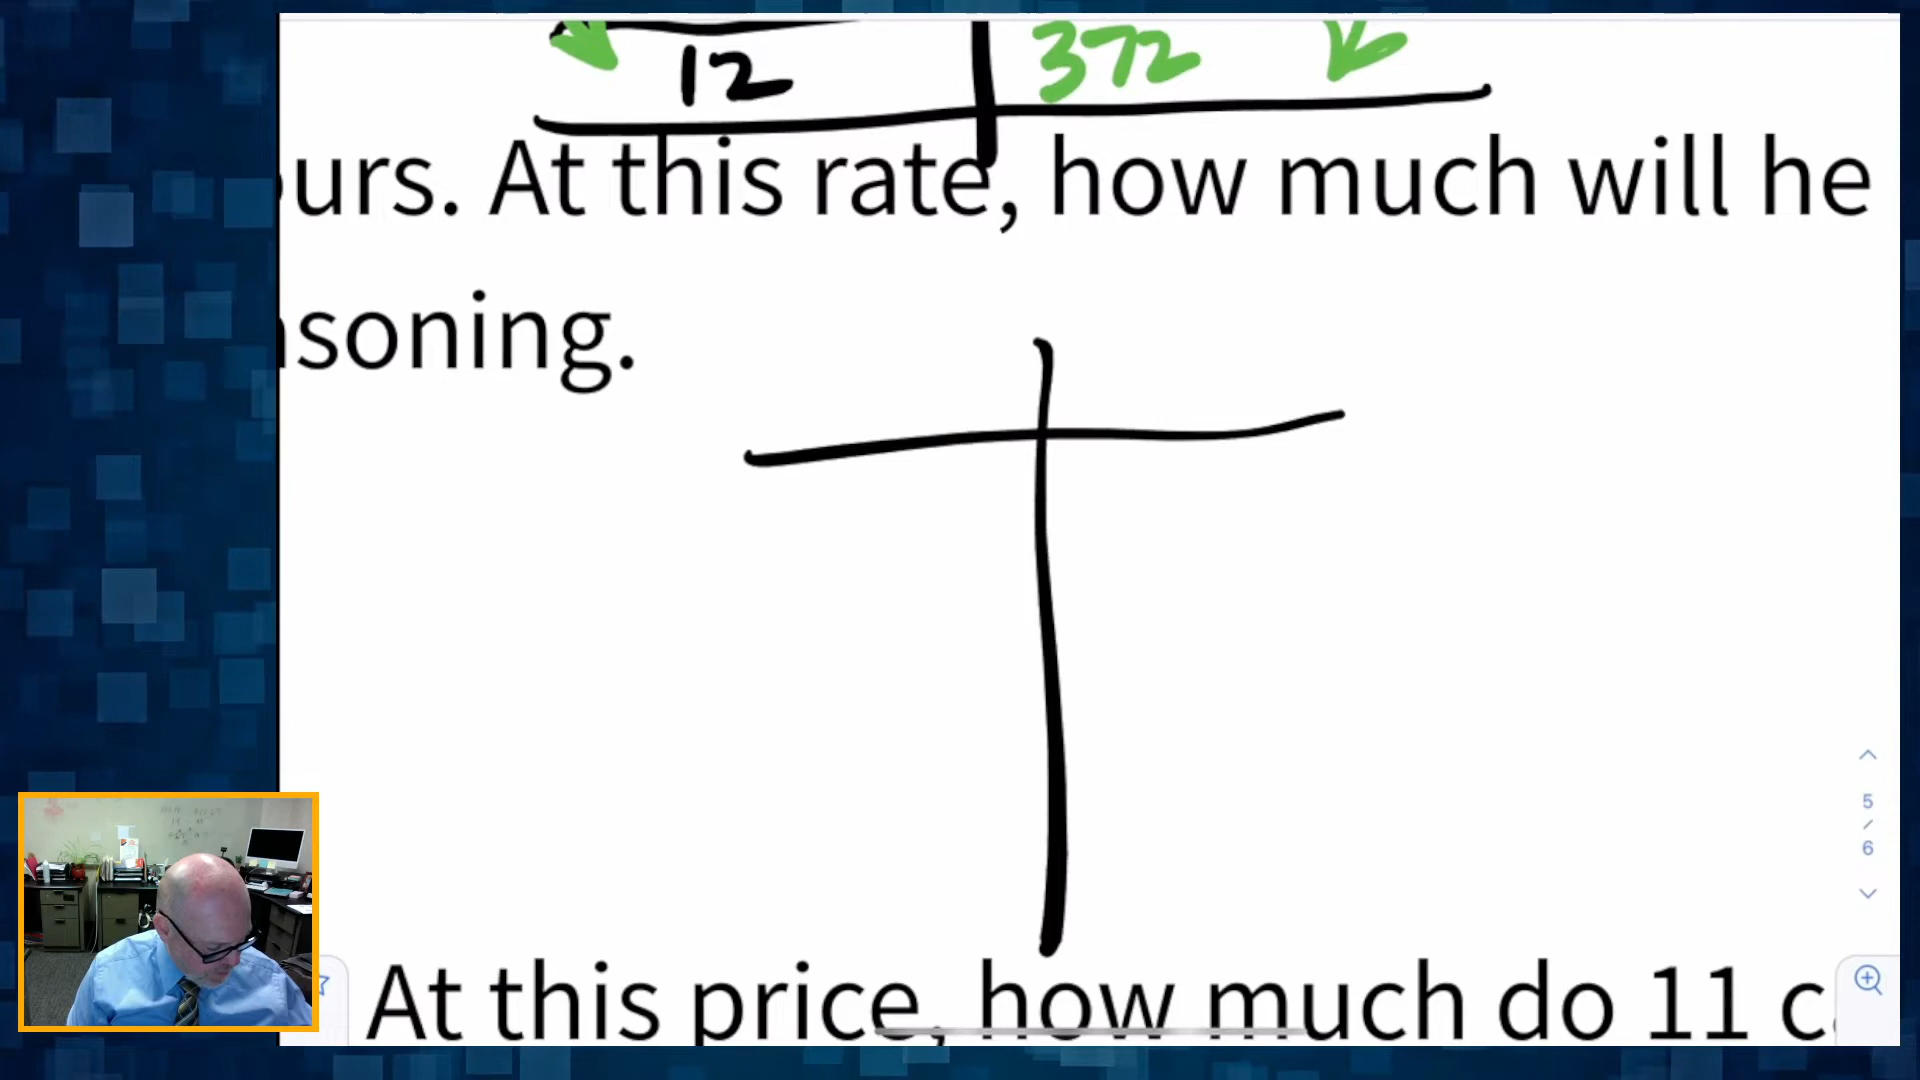 12 372
ours. At this rate, how much will he
soning.
At this price, how much do 11 c
5
6